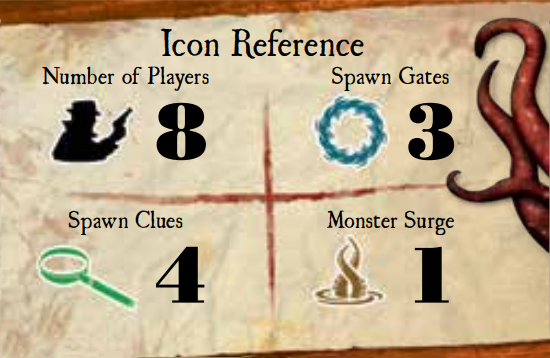 Icon Reference
Number of Players
8
Spawn Gates
3
Spawn Clues
4
Monster Surge
1